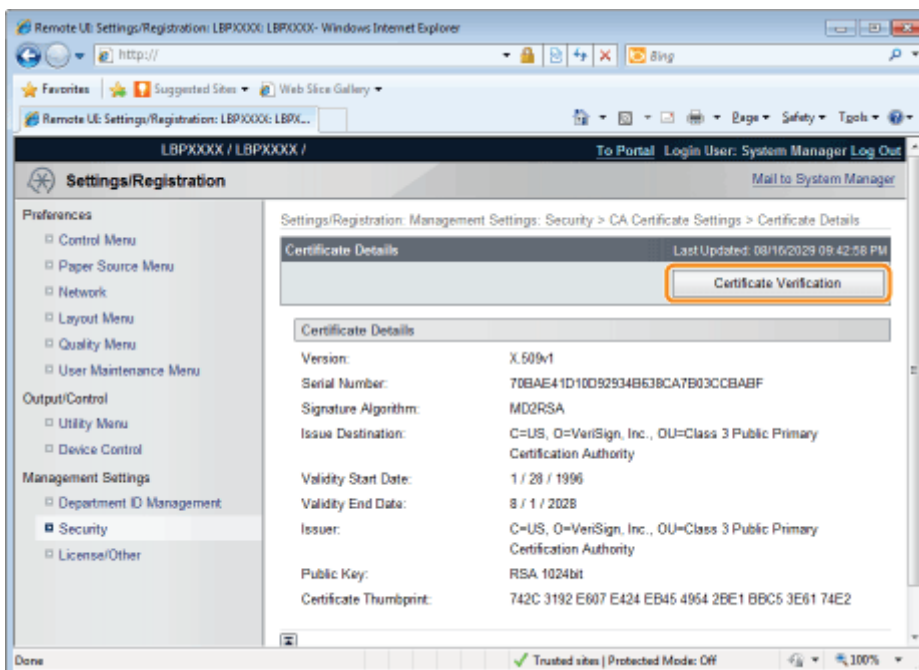 Remote UI: Settings/Registration: LBPXXXX: LBPXXXX- Windows Internet Explorer
http://
Bing
Favorites Suggested Sites Web Slice Gallery
Remote UI: Settings/Registration: LBPXXXX: LBPX... Page Safety Tools
LBPXXXX / LBPXXXX / To Portal Login User: System Manager Log Out
Settings/Registration Mail to System Manager
Preferences
Control Menu
Paper Source Menu
Network
Layout Menu
Quality Menu
User Maintenance Menu
Output/Control
Utility Menu
Device Control
Management Settings
Department ID Management
Security
License/Other
Settings/Registration: Management Settings: Security > CA Certificate Settings > Certificate Details
Certificate Details Last Updated: 08/16/2029 09:42:58 PM
Certificate Verification
Certificate Details
Version: X.509v1
Serial Number: 70BAE41D10D92934B638CA7B03CCBABF
Signature Algorithm: MD2RSA
Issue Destination: C=US, O=VeriSign, Inc., OU=Class 3 Public Primary
Certification Authority
Validity Start Date: 1 / 28 / 1996
Validity End Date: 8 / 1 / 2028
Issuer: C=US, O=VeriSign, Inc., OU=Class 3 Public Primary
Certification Authority
Public Key: RSA 1024bit
Certificate Thumbprint: 742C 3192 E607 E424 EB45 4954 2BE1 BBC5 3E61 74E2
Done Trusted sites | Protected Mode: Off 100%